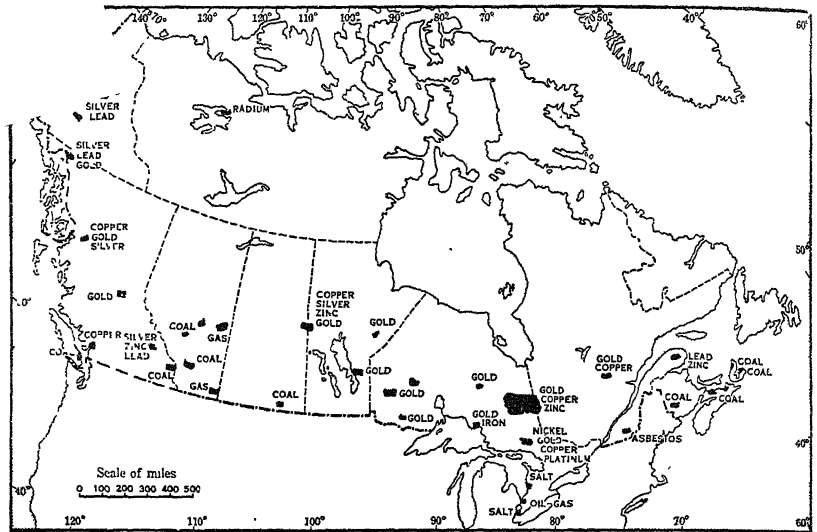 140° 130° 120° 110° 100° 90° 80° 70° 60° 50° 40° 60°
SILVER
LEAD
RADIUM
SILVER
LEAD
GOLD
COPPER
GOLD
SILVER
50°
GOLD
COPPER
SILVER
ZINC
GOLD
COAL
GAS
GOLD
COPPER
SILVER
ZINC
LEAD
COAL
COAL
GAS
COAL
GOLD
GOLD
GOLD
GOLD
GOLD
IRON
GOLD
COPPER
ZINC
GOLD
COPPER
LEAD
ZINC
COAL
COAL
COAL
COAL
NICKEL
GOLD
COPPER
PLATINUM
ASBESTOS
40°
SALT
OIL-GAS
SALT
Scale of miles
0 100 200 300 400 500
40°
120° 110° 100° 90° 80° 70°